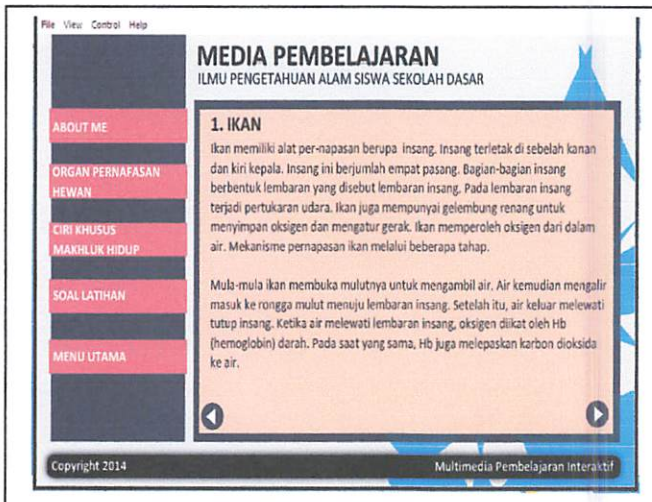 File View Control Help
MEDIA PEMBELAJARAN
ILMU PENGETAHUAN ALAM SISWA SEKOLAH DASAR
ABOUT ME
ORGAN PERNAFASAN
HEWAN
CIRI KHUSUS
MAKHLUK HIDUP
SOAL LATIHAN
MENU UTAMA
1. IKAN
Ikan memiliki alat per-napasan berupa insang. Insang terletak di sebelah kanan
dan kiri kepala. Insang ini berjumlah empat pasang. Bagian-bagian insang
berbentuk lembaran yang disebut lembaran insang. Pada lembaran insang
terjadi pertukaran udara. Ikan juga mempunyai gelembung renang untuk
menyimpan oksigen dan mengatur gerak. Ikan memperoleh oksigen dari dalam
air. Mekanisme pernapasan ikan melalui beberapa tahap.
Mula-mula ikan membuka mulutnya untuk mengambil air. Air kemudian mengalir
masuk ke rongga mulut menuju lembaran insang. Setelah itu, air keluar melewati
tutup insang. Ketika air melewati lembaran insang, oksigen diikat oleh Hb
(hemoglobin) darah. Pada saat yang sama, Hb juga melepaskan karbon dioksida
ke air.
Copyright 2014
Multimedia Pembelajaran Interaktif